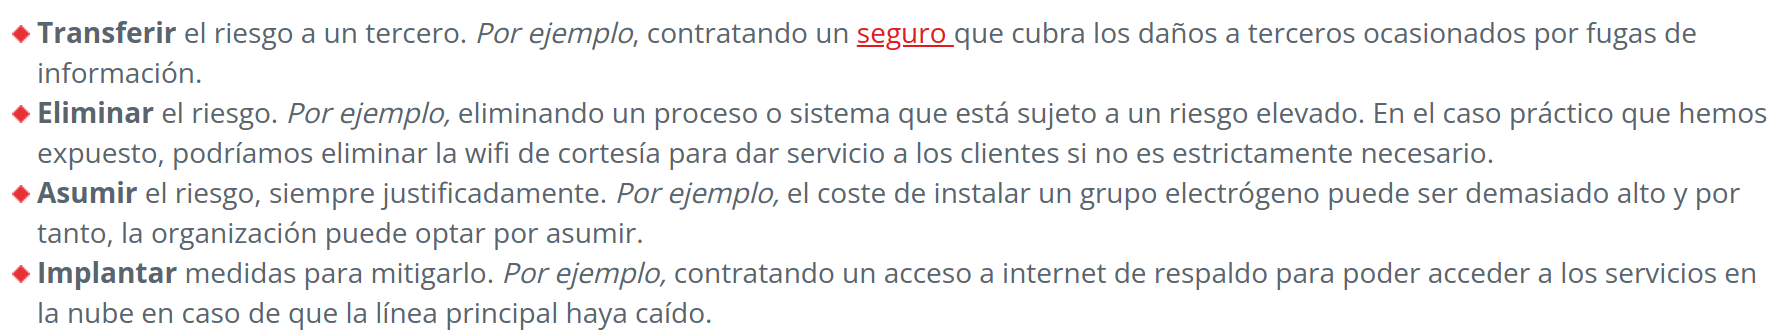 Transferir el riesgo a un tercero. Por ejemplo, contratando un seguro que cubra los daños a terceros ocasionados por fugas de
información.
Eliminar el riesgo. Por ejemplo, eliminando un proceso o sistema que está sujeto a un riesgo elevado. En el caso práctico que hemos
expuesto, podríamos eliminar la wifi de cortesía para dar servicio a los clientes si no es estrictamente necesario.
Asumir el riesgo, siempre justificadamente. Por ejemplo, el coste de instalar un grupo electrógeno puede ser demasiado alto y por
tanto, la organización puede optar por asumir.
Implantar medidas para mitigarlo. Por ejemplo, contratando un acceso a internet de respaldo para poder acceder a los servicios en
la nube en caso de que la línea principal haya caído.